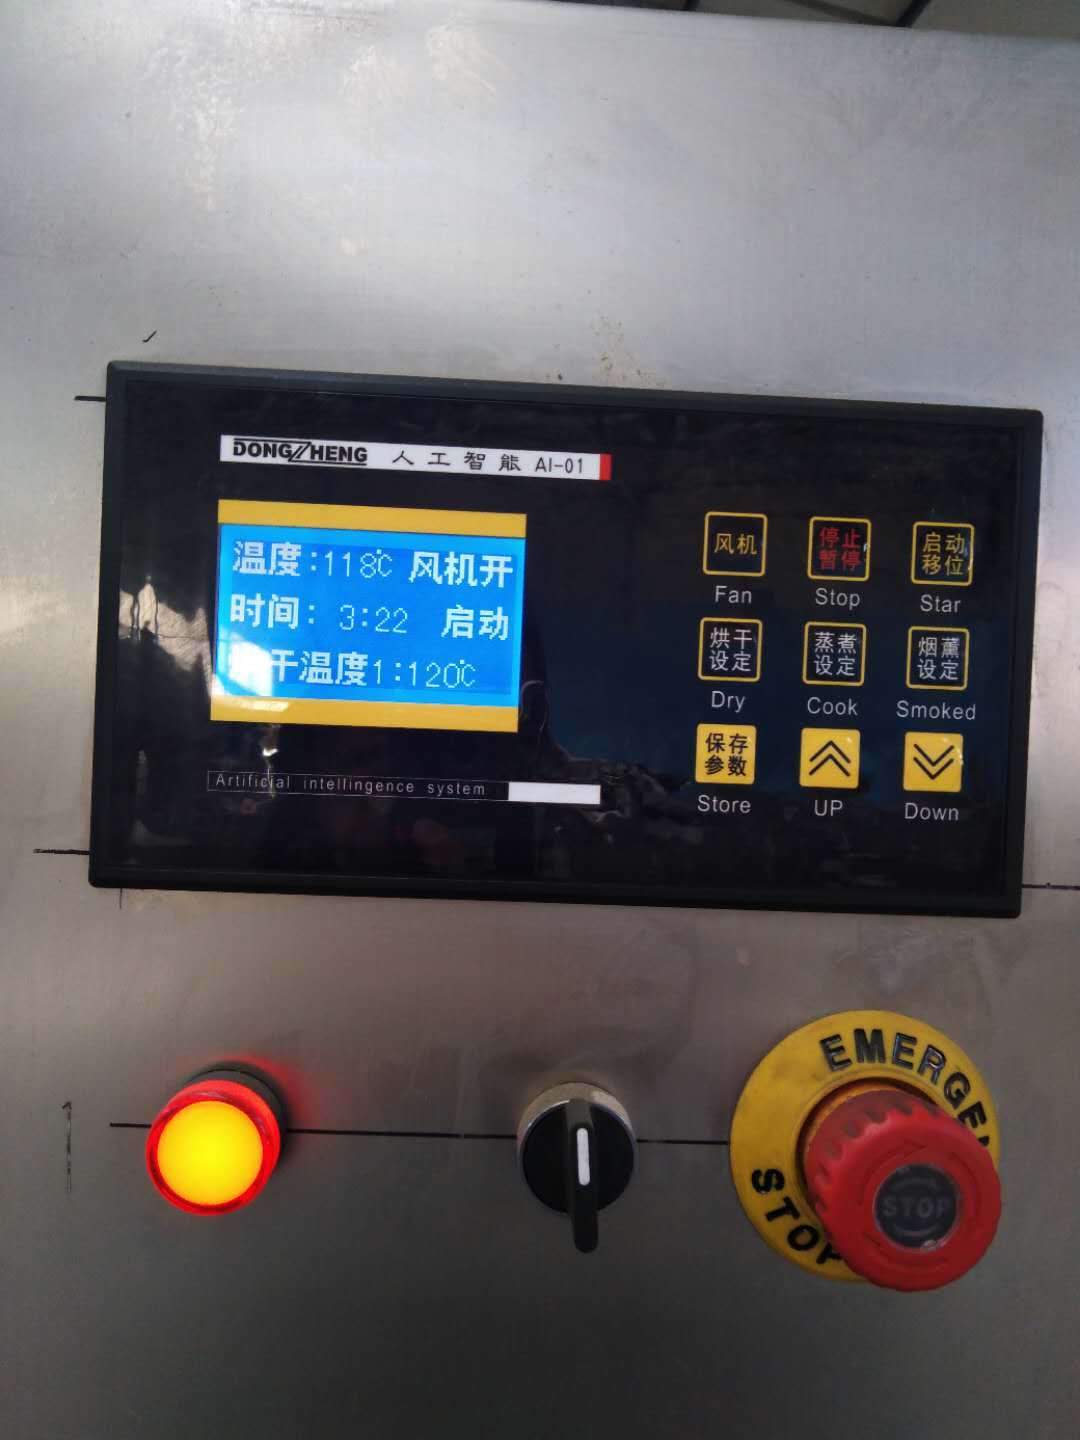 DONGZHENG 人工智能 AI-01
温度:118℃ 风机开
时间: 3:22 启动
干温度1:120℃
Artificial intellingence system
风机
停止
暂停
启动
移位
Fan
Stop
Star
烘干
设定
蒸煮
设定
烟薰
设定
Dry
Cook
Smoked
保存
参数
Store
UP
Down
STOP
STOP